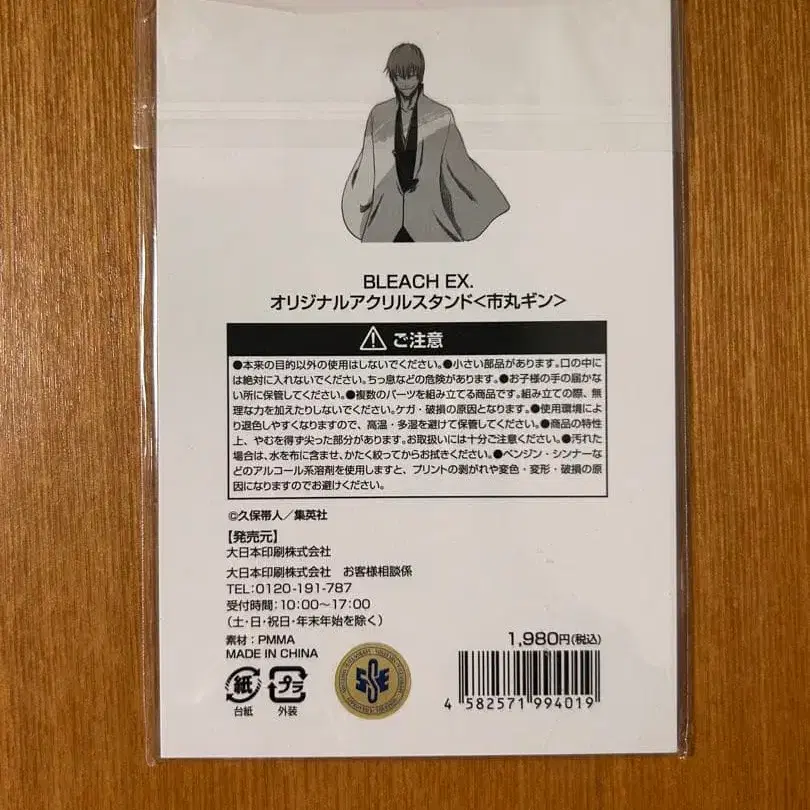 BLEACH EX.
オリジナルアクリルスタンド<市丸ギン>
ご注意
●本来の目的以外の使用はしないでください。●小さい部品があります。口の中に
は絶対に入れないでください。ちっ息などの危険があります。●お子様の手の届かな
い所に保管してください。●複数のパーツを組み立てる商品です。組み立ての際、無
理な力を加えたりしないでください。ケガ・破損の原因となります。●使用環境によ
り退色しやすくなりますので、高温・多湿を避けて保管してください。●商品の特性
上、やむを得ず尖った部分があります。お取扱いには十分ご注意ください。●汚れた
場合は、水を布に含ませ、かたく絞ってからお拭きください。●ベンジン・シンナーな
どのアルコール系溶剤を使用しますと、プリントの剥がれや変色・変形・破損の原
因になりますのでお避けください。
©久保帯人／集英社
【発売元】
大日本印刷株式会社
大日本印刷株式会社　お客様相談係
TEL:0120-191-787
受付時間:10:00〜17:00
(土・日・祝日・年末年始を除く)
素材:PMMA
MADE IN CHINA
1,980円(税込)
紙
台紙
プラ
外装
SSE
4 582571 994019